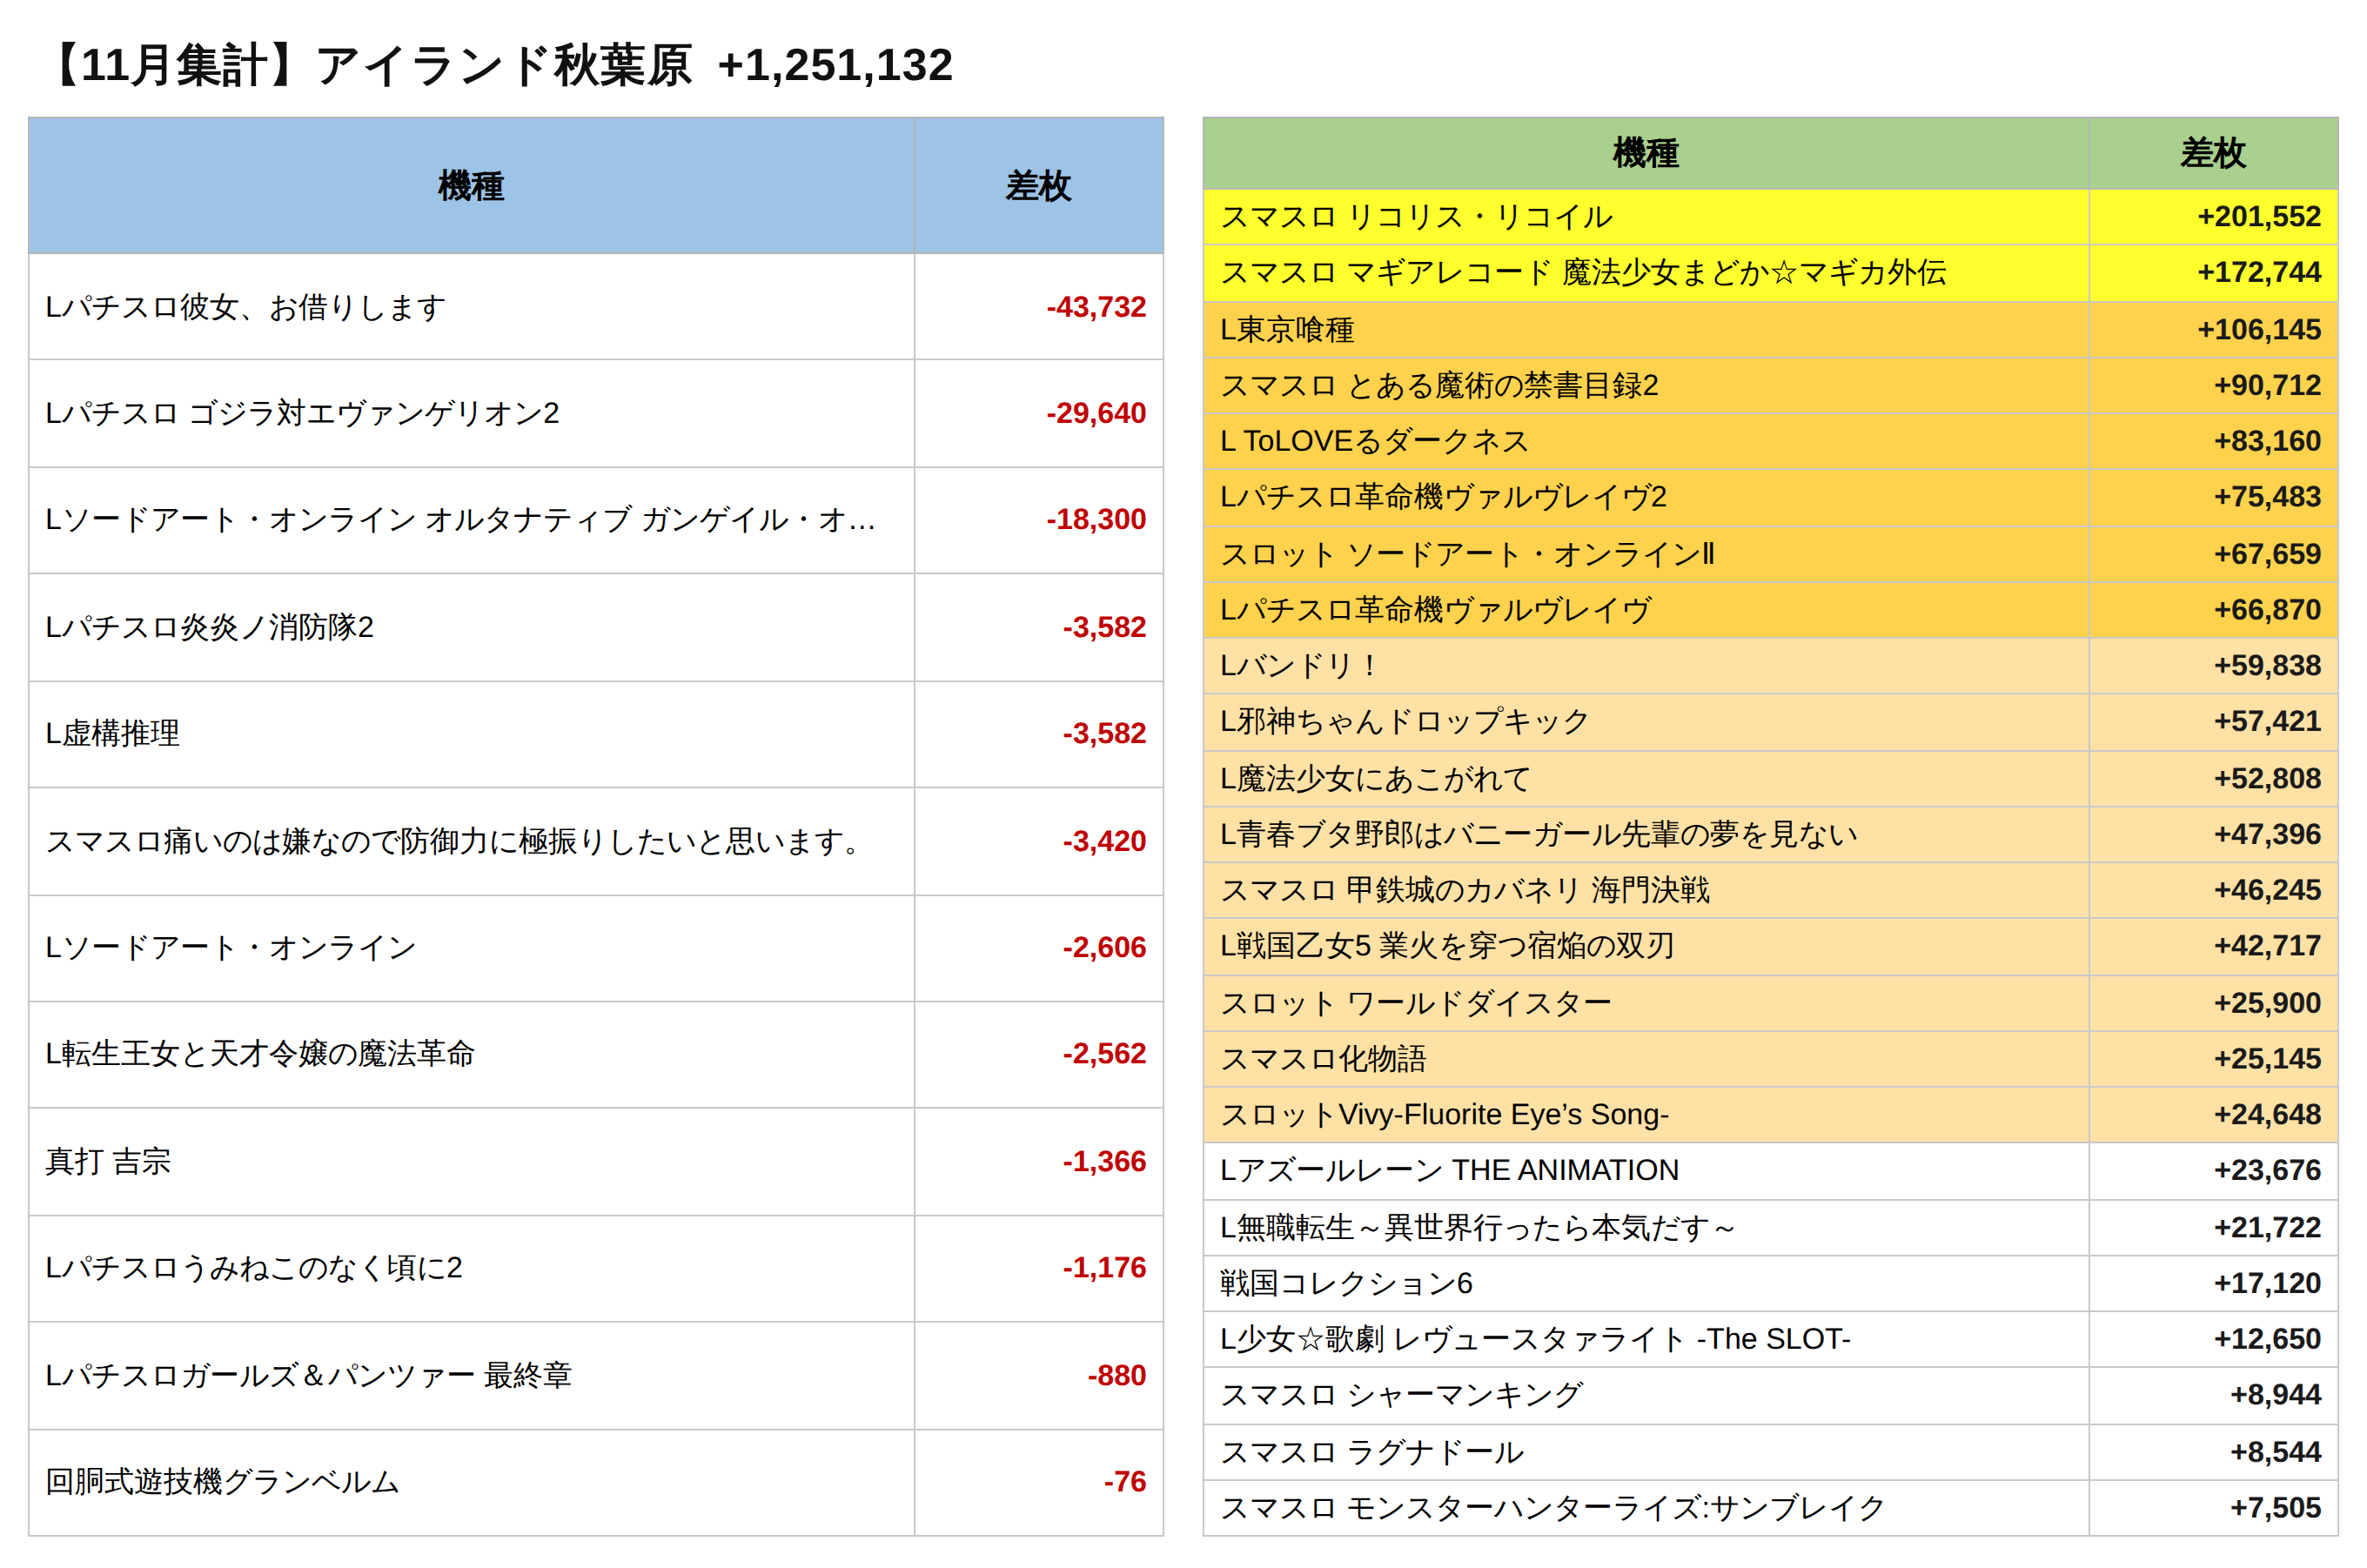 【11月集計】アイランド秋葉原 +1,251,132
機種 差枚
Lパチスロ彼女、お借りします -43,732
Lパチスロ ゴジラ対エヴァンゲリオン2 -29,640
Lソードアート・オンライン オルタナティブ ガンゲイル・オ… -18,300
Lパチスロ炎炎ノ消防隊2 -3,582
L虚構推理 -3,582
スマスロ痛いのは嫌なので防御力に極振りしたいと思います。 -3,420
Lソードアート・オンライン -2,606
L転生王女と天才令嬢の魔法革命 -2,562
真打 吉宗 -1,366
Lパチスロうみねこのなく頃に2 -1,176
Lパチスロガールズ＆パンツァー 最終章 -880
回胴式遊技機グランベルム -76
機種 差枚
スマスロ リコリス・リコイル +201,552
スマスロ マギアレコード 魔法少女まどか☆マギカ外伝 +172,744
L東京喰種 +106,145
スマスロ とある魔術の禁書目録2 +90,712
L ToLOVEるダークネス +83,160
Lパチスロ革命機ヴァルヴレイヴ2 +75,483
スロット ソードアート・オンラインⅡ +67,659
Lパチスロ革命機ヴァルヴレイヴ +66,870
Lバンドリ！ +59,838
L邪神ちゃんドロップキック +57,421
L魔法少女にあこがれて +52,808
L青春ブタ野郎はバニーガール先輩の夢を見ない +47,396
スマスロ 甲鉄城のカバネリ 海門決戦 +46,245
L戦国乙女5 業火を穿つ宿焔の双刃 +42,717
スロット ワールドダイスター +25,900
スマスロ化物語 +25,145
スロットVivy-Fluorite Eye’s Song- +24,648
Lアズールレーン THE ANIMATION +23,676
L無職転生～異世界行ったら本気だす～ +21,722
戦国コレクション6 +17,120
L少女☆歌劇 レヴュースタァライト -The SLOT- +12,650
スマスロ シャーマンキング +8,944
スマスロ ラグナドール +8,544
スマスロ モンスターハンターライズ:サンブレイク +7,505